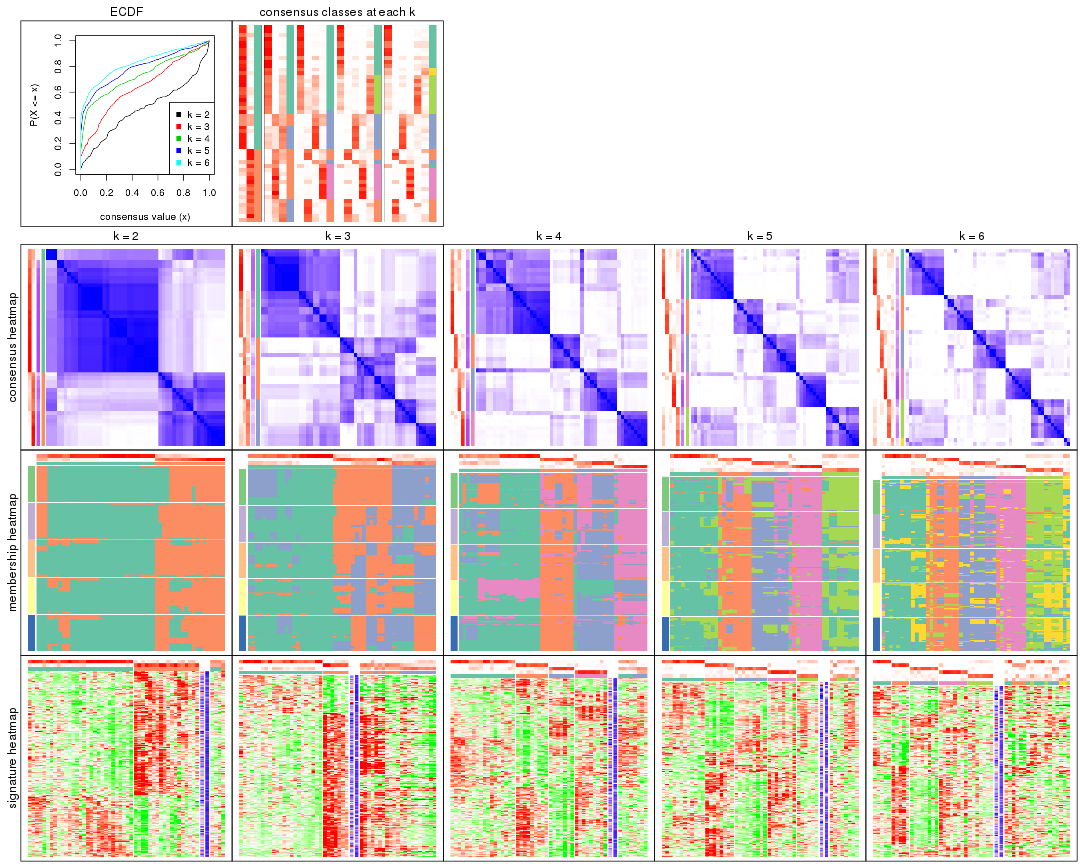 ECDF
consensus classes at each k
P(X <= x)
0.0 0.2 0.4 0.6 0.8 1.0
k = 2
k = 3
k = 4
k = 5
k = 6
0.0 0.2 0.4 0.6 0.8 1.0
consensus value (x)
k = 2 k = 3 k = 4 k = 5 k = 6
consensus heatmap
membership heatmap
signature heatmap